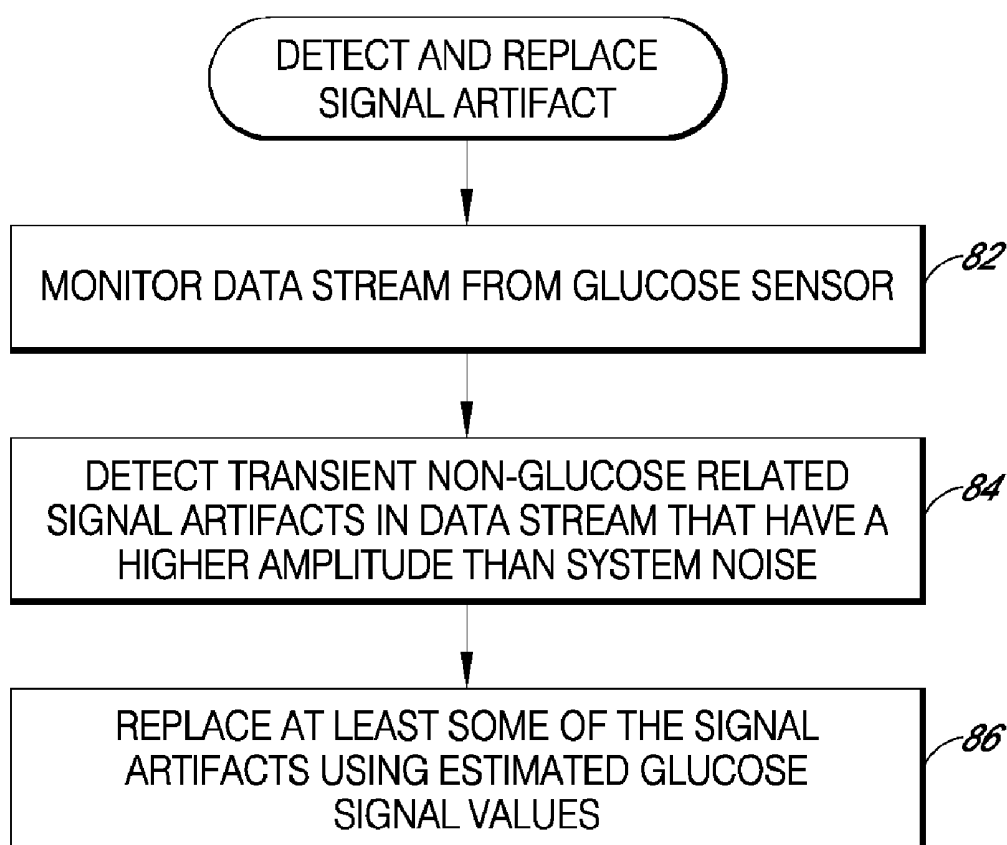 DETECT AND REPLACE
SIGNAL ARTIFACT
MONITOR DATA STREAM FROM GLUCOSE SENSOR
82
DETECT TRANSIENT NON-GLUCOSE RELATED
SIGNAL ARTIFACTS IN DATA STREAM THAT HAVE A
HIGHER AMPLITUDE THAN SYSTEM NOISE
84
REPLACE AT LEAST SOME OF THE SIGNAL
ARTIFACTS USING ESTIMATED GLUCOSE
SIGNAL VALUES
86